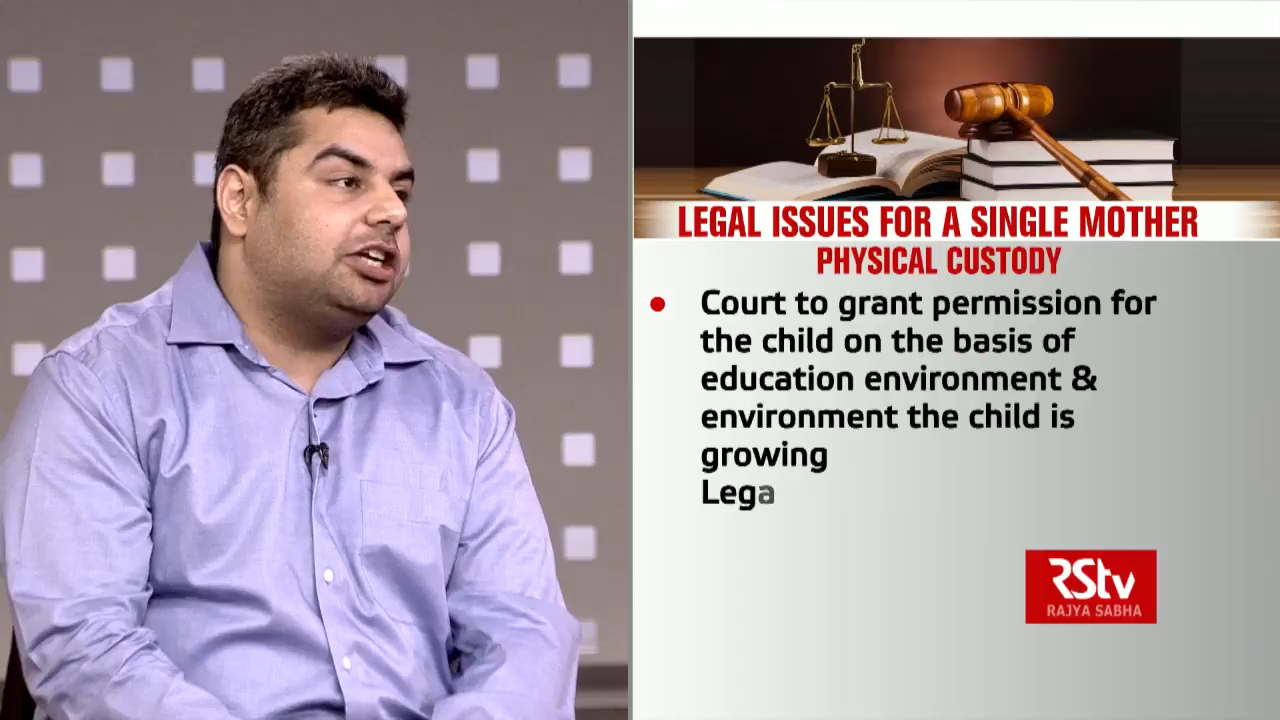 LEGAL ISSUES FOR A SINGLE MOTHER
PHYSICAL CUSTODY
• Court to grant permission for
the child on the basis of
education environment &
environment the child is
growing
Lega
RStv
RAJYA SABHA